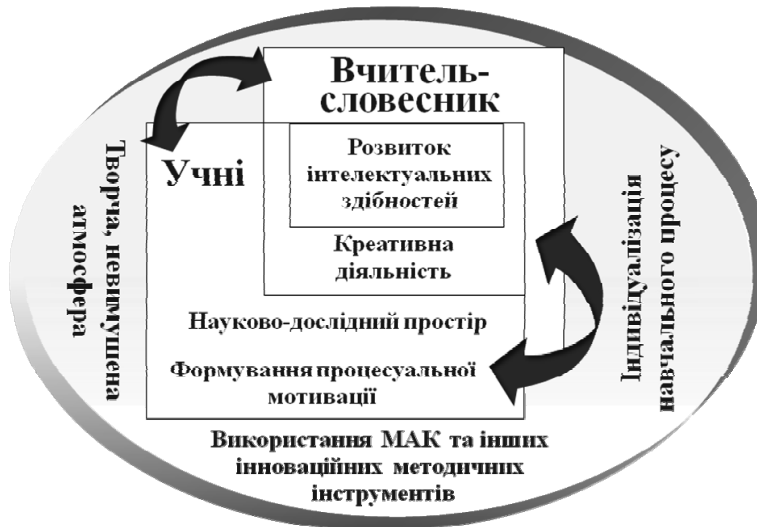 Вчитель-
словесник
Учні
Розвиток
інтелектуальних
здібностей
Креативна
діяльність
Науково-дослідний простір
Формування процесуальної
мотивації
Творча, невимушена
атмосфера
Індивідуалізація
навчального процесу
Використання МАК та інших
інноваційних методичних
інструментів